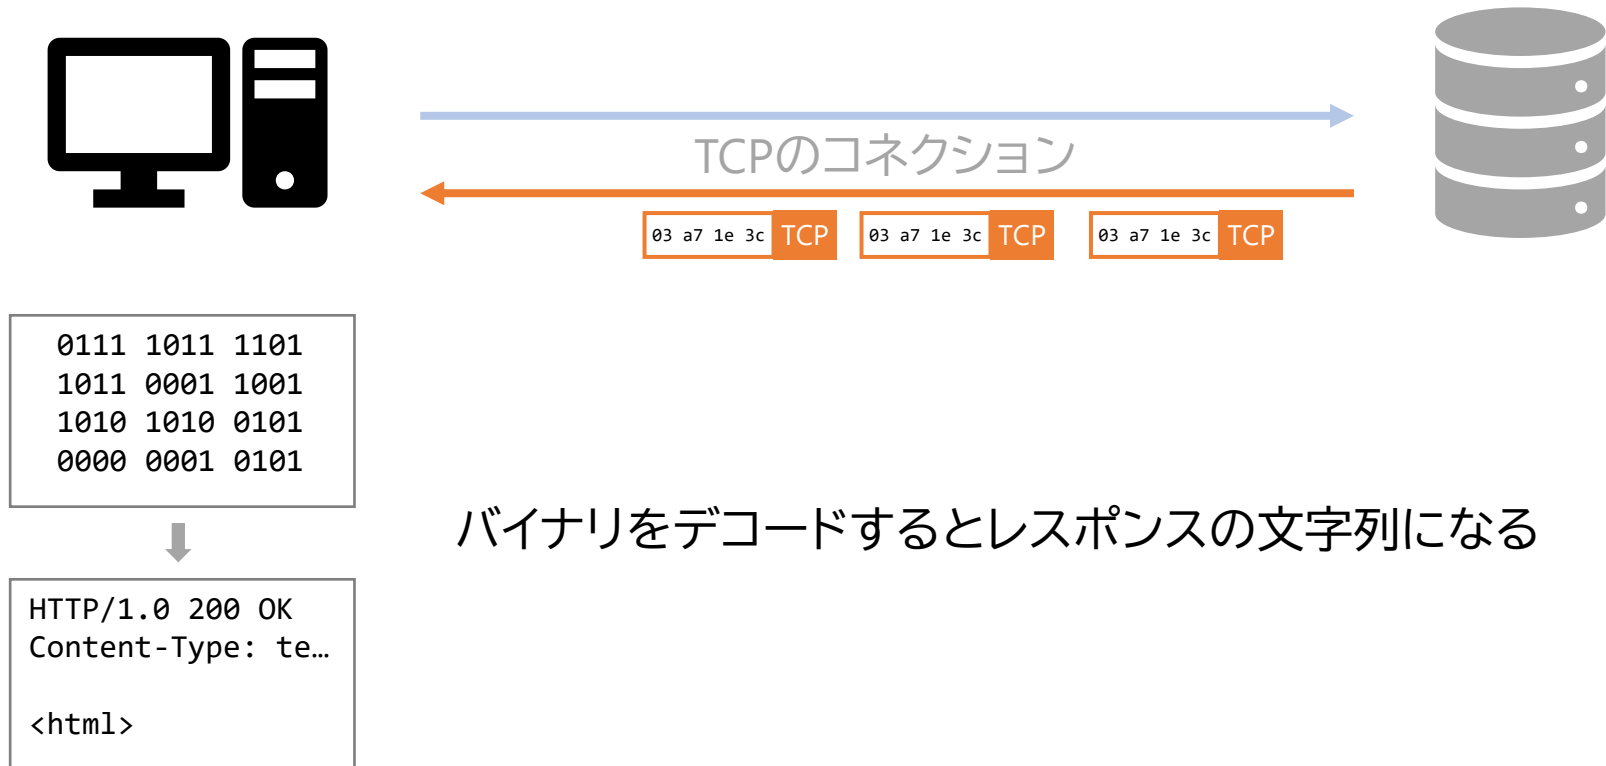 TCPのコネクション
03 a7 1e 3c TCP 03 a7 1e 3c TCP 03 a7 1e 3c TCP
0111 1011 1101
1011 0001 1001
1010 1010 0101
0000 0001 0101
バイナリをデコードするとレスポンスの文字列になる
HTTP/1.0 200 OK
Content-Type: te…
<html>